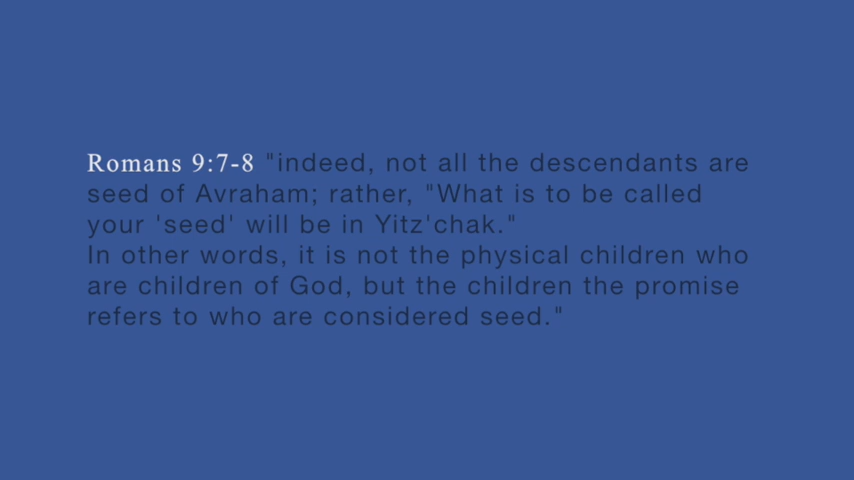 Romans 9:7-8 "indeed, not all the descendants are
seed of Avraham; rather, "What is to be called
your 'seed' will be in Yitz'chak."
In other words, it is not the physical children who
are children of God, but the children the promise
refers to who are considered seed."